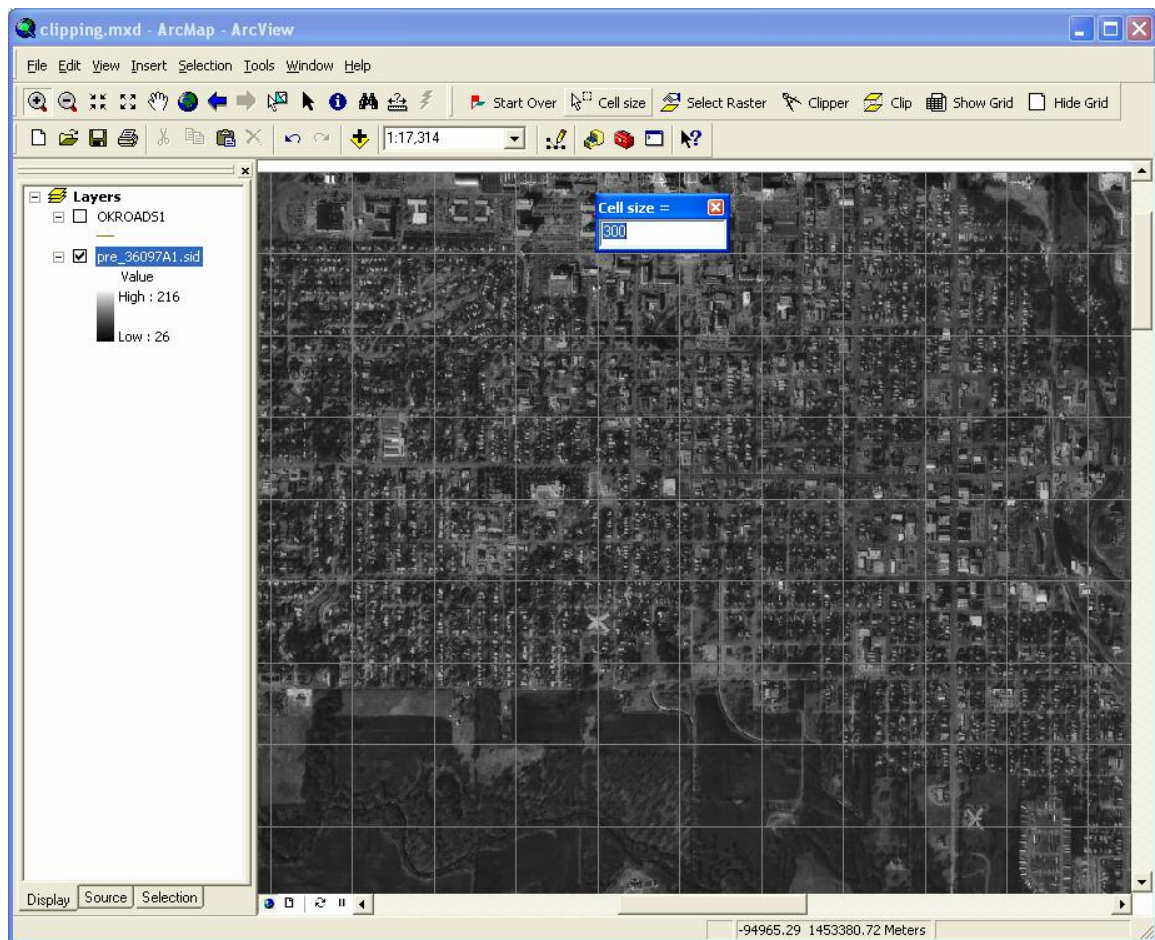 clipping.mxd - ArcMap - ArcView
File Edit View Insert Selection Tools Window Help
Start Over Cell size Select Raster Clipper Clip Show Grid Hide Grid
1:17,314
Layers
OKROADS1
pre_36097A1.sid
Value
High : 216
Low : 26
Cell size =
300
Display Source Selection
-94965.29 1453380.72 Meters